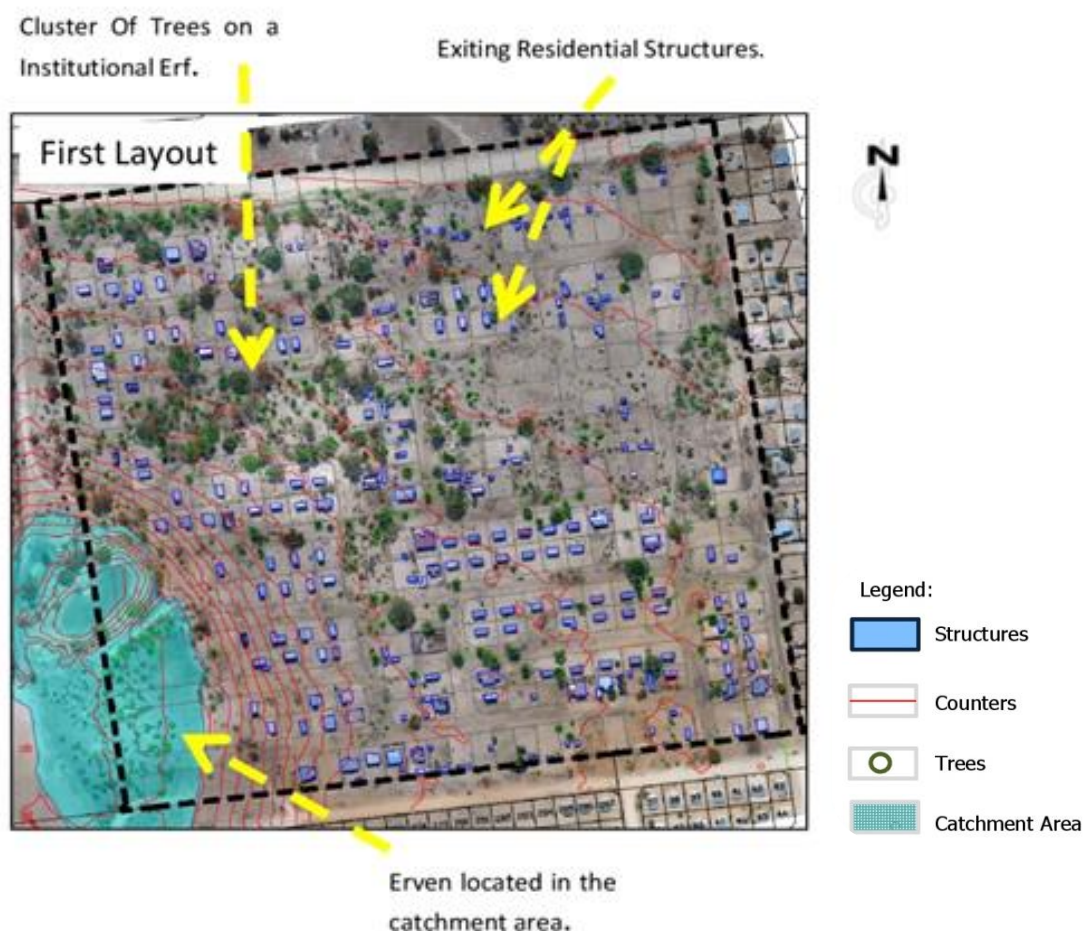 Cluster Of Trees on a
Institutional Erf.
Exiting Residential Structures.
First Layout
N
Legend:
Structures
Counters
Trees
Catchment Area
Erven located in the
catchment area.